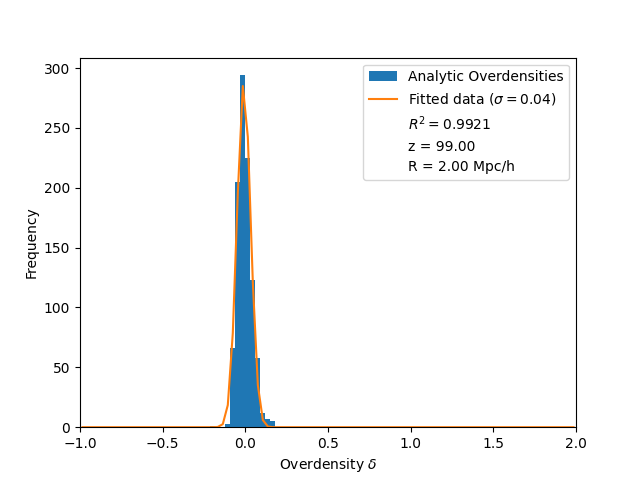 300
250
200
150
100
50
0
Frequency
−1.0 −0.5 0.0 0.5 1.0 1.5 2.0
Overdensity δ
Analytic Overdensities
Fitted data (σ = 0.04)
R² = 0.9921
z = 99.00
R = 2.00 Mpc/h